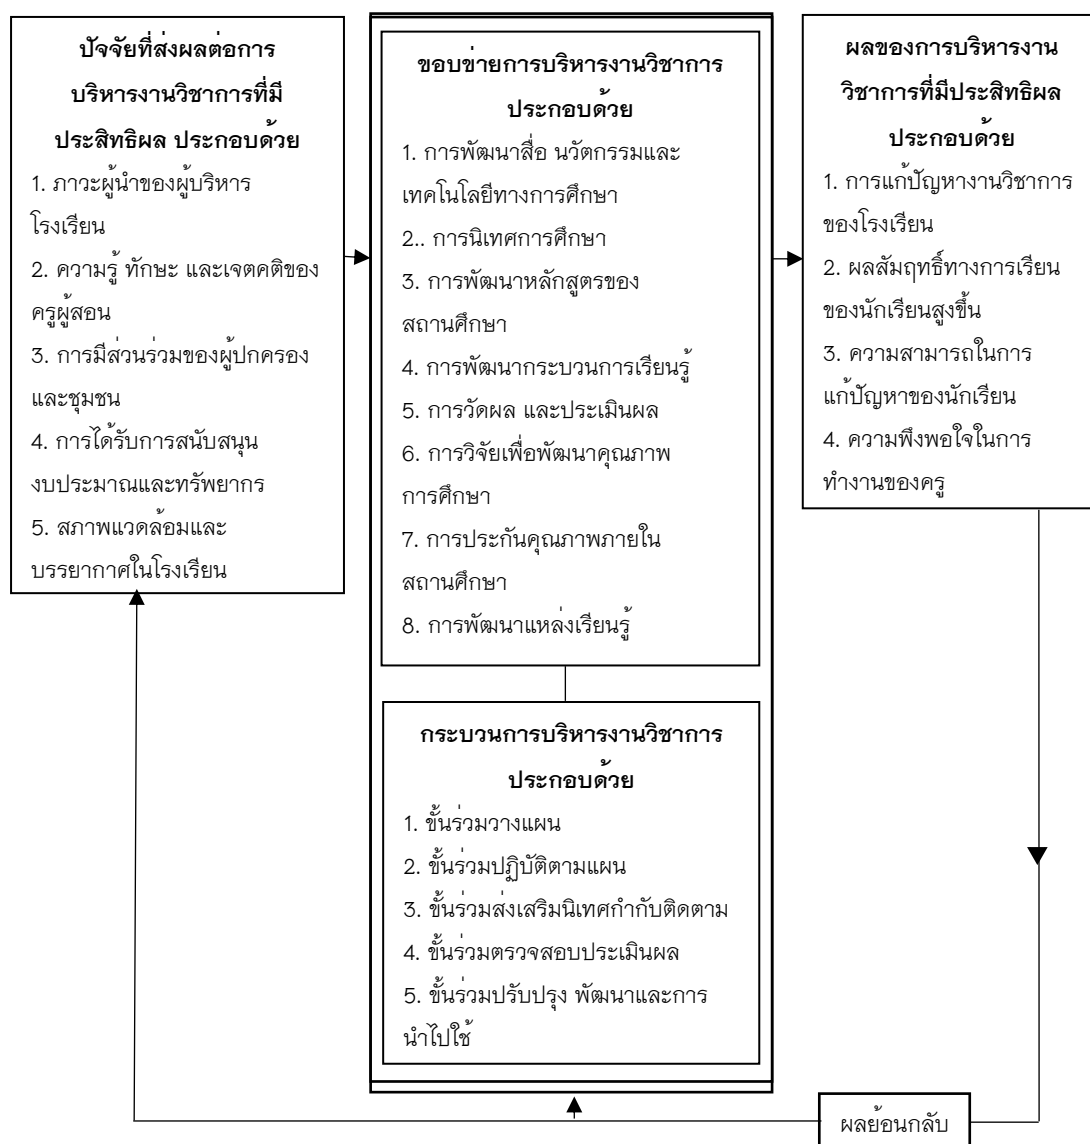 ปัจจัยที่ส่งผลต่อการ
บริหารงานวิชาการที่มี
ประสิทธิผล ประกอบด้วย
1. ภาวะผู้นำของผู้บริหาร
โรงเรียน
2. ความรู้ ทักษะ และเจตคติของ
ครูผู้สอน
3. การมีส่วนร่วมของผู้ปกครอง
และชุมชน
4. การได้รับการสนับสนุน
งบประมาณและทรัพยากร
5. สภาพแวดล้อมและ
บรรยากาศในโรงเรียน
ขอบข่ายการบริหารงานวิชาการ
ประกอบด้วย
1. การพัฒนาสื่อ นวัตกรรมและ
เทคโนโลยีทางการศึกษา
2.. การนิเทศการศึกษา
3. การพัฒนาหลักสูตรของ
สถานศึกษา
4. การพัฒนากระบวนการเรียนรู้
5. การวัดผล และประเมินผล
6. การวิจัยเพื่อพัฒนาคุณภาพ
การศึกษา
7. การประกันคุณภาพภายใน
สถานศึกษา
8. การพัฒนาแหล่งเรียนรู้
กระบวนการบริหารงานวิชาการ
ประกอบด้วย
1. ขั้นร่วมวางแผน
2. ขั้นร่วมปฏิบัติตามแผน
3. ขั้นร่วมส่งเสริมนิเทศกำกับติดตาม
4. ขั้นร่วมตรวจสอบประเมินผล
5. ขั้นร่วมปรับปรุง พัฒนาและการ
นำไปใช้
ผลของการบริหารงาน
วิชาการที่มีประสิทธิผล
ประกอบด้วย
1. การแก้ปัญหางานวิชาการ
ของโรงเรียน
2. ผลสัมฤทธิ์ทางการเรียน
ของนักเรียนสูงขึ้น
3. ความสามารถในการ
แก้ปัญหาของนักเรียน
4. ความพึงพอใจในการ
ทำงานของครู
ผลย้อนกลับ